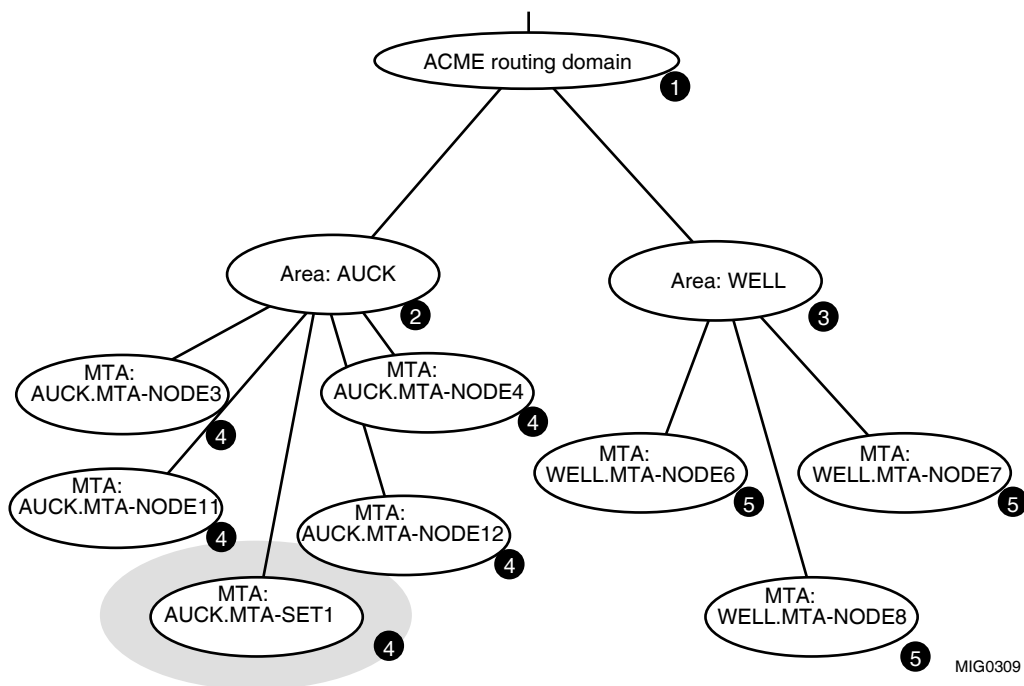 ACME routing domain
1
Area: AUCK
2
Area: WELL
3
MTA:
AUCK.MTA-NODE3
4
MTA:
AUCK.MTA-NODE4
4
MTA:
AUCK.MTA-NODE11
4
MTA:
AUCK.MTA-NODE12
4
MTA:
AUCK.MTA-SET1
4
MTA:
WELL.MTA-NODE6
5
MTA:
WELL.MTA-NODE7
5
MTA:
WELL.MTA-NODE8
5
MIG0309